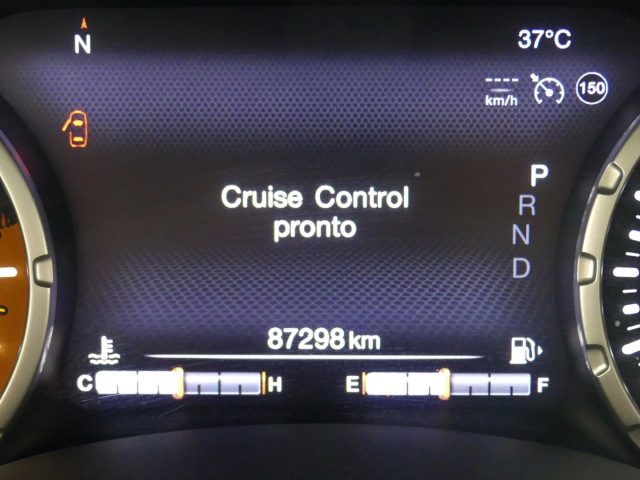 N
37°C
---- km/h
150
Cruise Control
pronto
P
R
N
D
87298 km
C H
E F